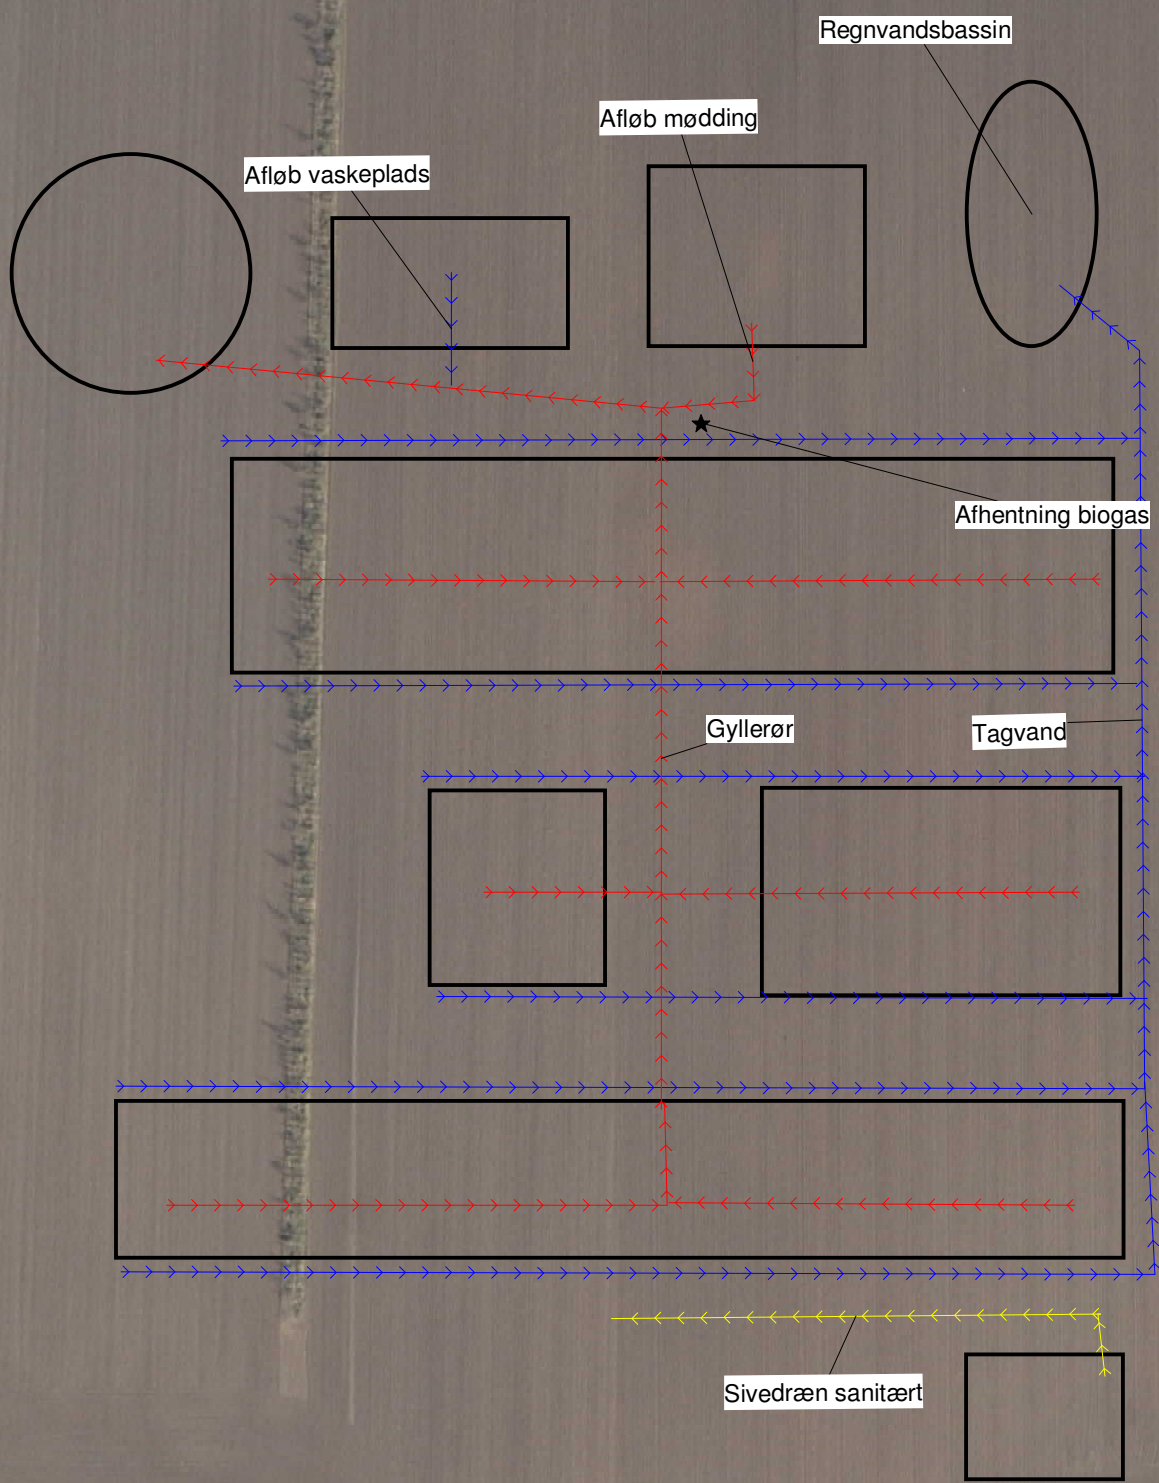 Regnvandsbassin
Afløb mødding
Afløb vaskeplads
Afhentning biogas
Gyllerør
Tagvand
Sivedræn sanitært